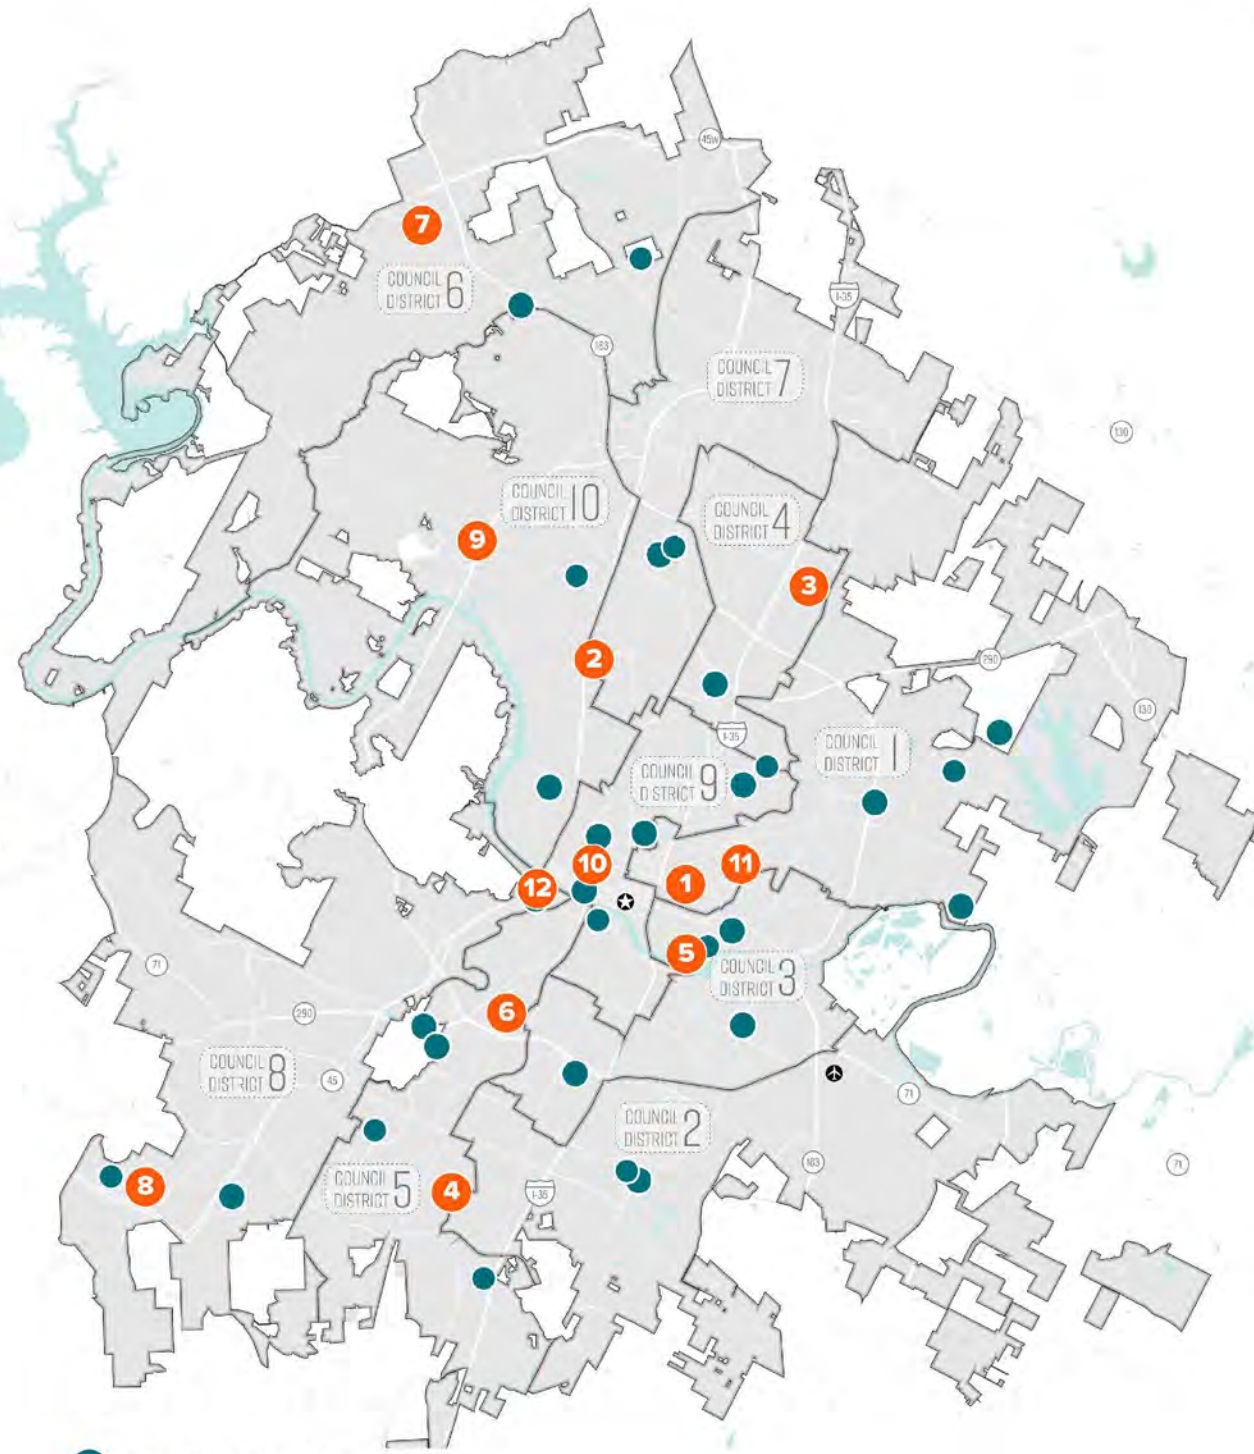 45W
7
COUNCIL
DISTRICT 6
I-35
183
COUNCIL
DISTRICT 7
130
COUNCIL
DISTRICT 10
COUNCIL
DISTRICT 4
9
3
2
290
130
I-35
COUNCIL
DISTRICT 1
COUNCIL
DISTRICT 9
10
11
12
1
5
71
COUNCIL
DISTRICT 3
290
6
COUNCIL
DISTRICT 8
45
71
COUNCIL
DISTRICT 2
183
71
8
COUNCIL
DISTRICT 5
4
I-35